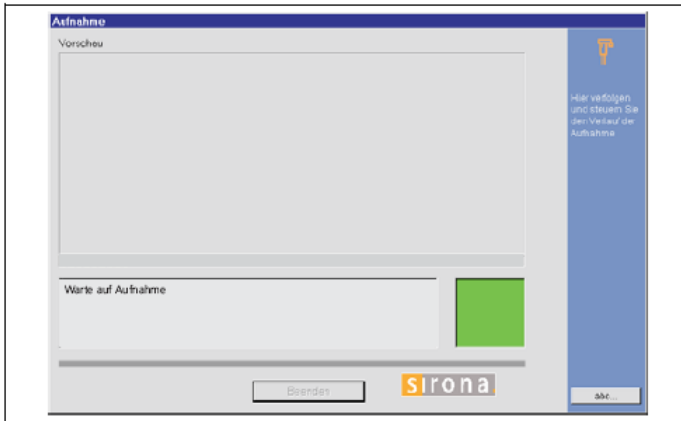 Aufnahme
Vorschau
Hier verfolgen
und steuern Sie
den Verlauf der
Aufnahme
Warte auf Aufnahme
Beenden
sirona.
abc...